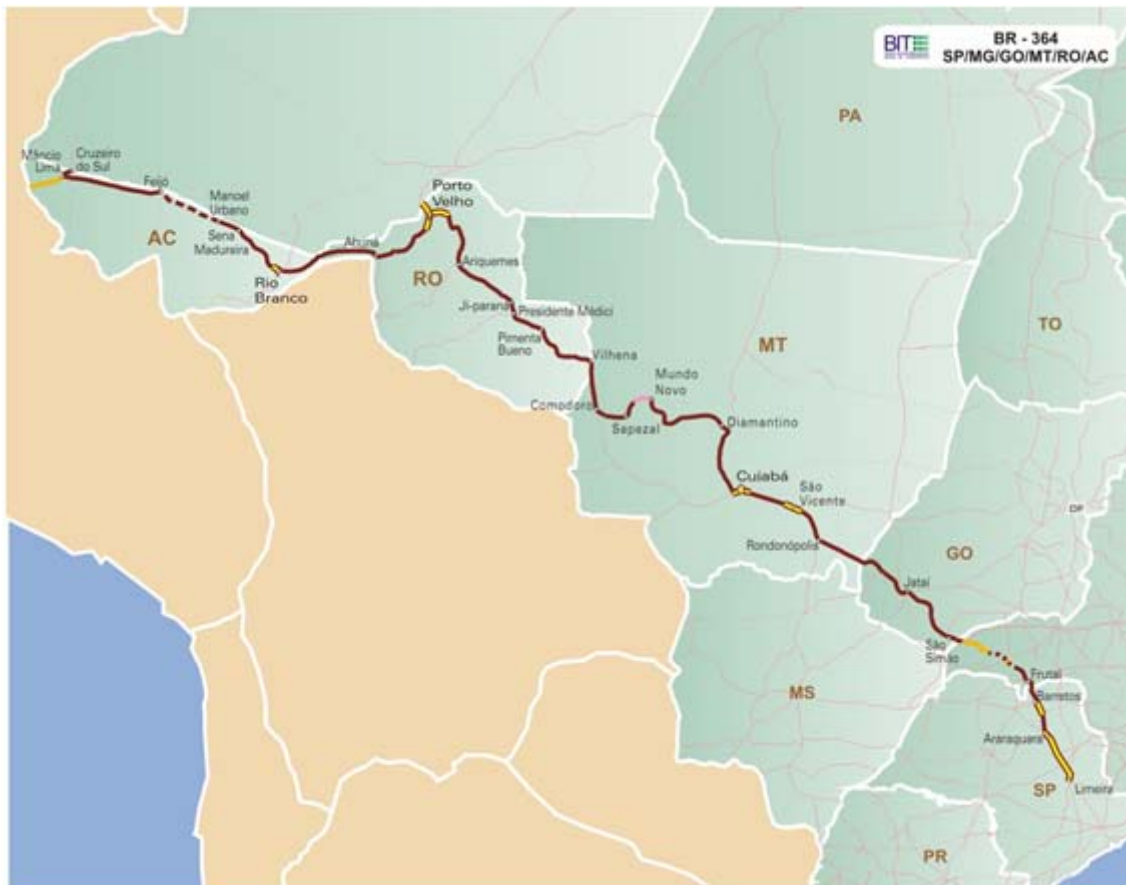 BIT
BR - 364
SP/MG/GO/MT/RO/AC
PA
Mâncio
Lima
Cruzeiro
do Sul
Feijó
Manoel
Urbano
Sena
Madureira
AC
Rio
Branco
Abunã
Porto
Velho
RO
Ariquemes
Ji-paraná
Presidente Médici
Pimenta
Bueno
Vilhena
Comodoro
Sapezal
Mundo
Novo
MT
TO
Diamantino
Cuiabá
São
Vicente
Rondonópolis
DF
GO
Jataí
São
Simão
MS
Frutal
Barretos
Araraquara
SP
Limeira
PR